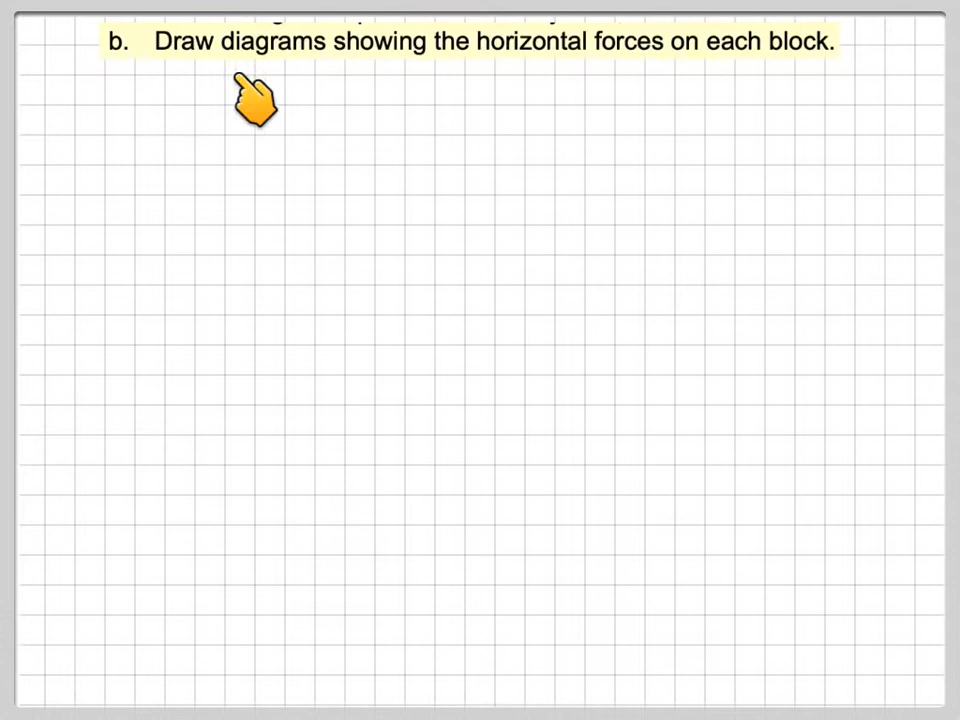 b. Draw diagrams showing the horizontal forces on each block.